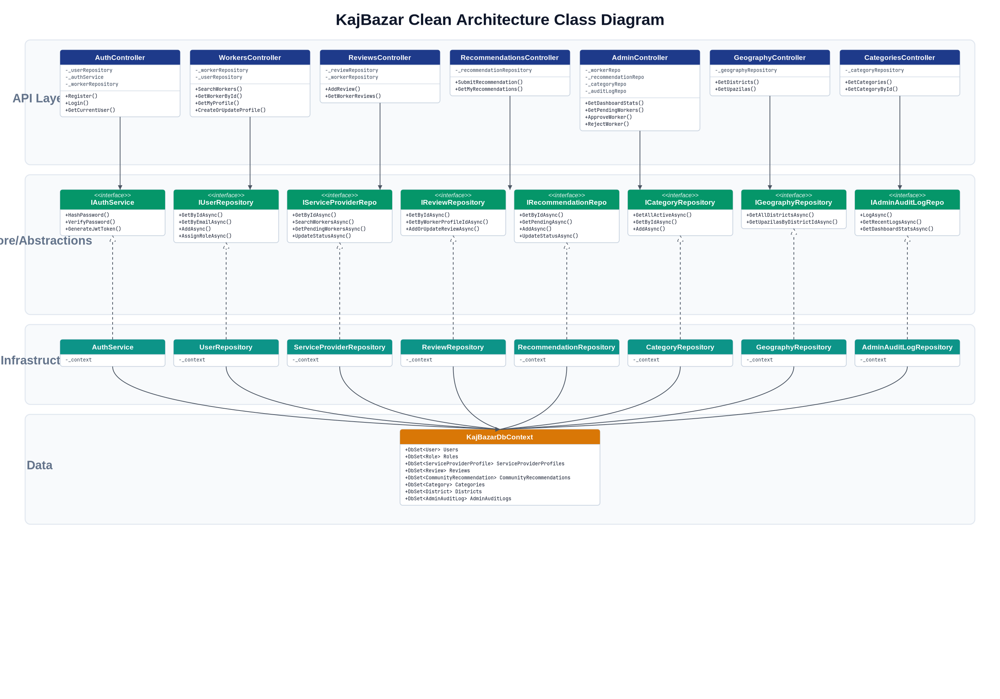 KajBazar Clean Architecture Class Diagram
API Laye
AuthController
-_userRepository
-_authService
-_workerRepository
+Register()
+Login()
+GetCurrentUser()
WorkersController
-_workerRepository
-_userRepository
+SearchWorkers()
+GetWorkerById()
+GetMyProfile()
+CreateOrUpdateProfile()
ReviewsController
-_reviewRepository
-_workerRepository
+AddReview()
+GetWorkerReviews()
RecommendationsController
-_recommendationRepository
+SubmitRecommendation()
+GetMyRecommendations()
AdminController
-_workerRepo
-_recommendationRepo
-_categoryRepo
-_auditLogRepo
+GetDashboardStats()
+GetPendingWorkers()
+ApproveWorker()
+RejectWorker()
GeographyController
-_geographyRepository
+GetDistricts()
+GetUpazilas()
CategoriesController
-_categoryRepository
+GetCategories()
+GetCategoryById()
ore/Abstractions
<<interface>>
IAuthService
+HashPassword()
+VerifyPassword()
+GenerateJwtToken()
<<interface>>
IUserRepository
+GetByIdAsync()
+GetByEmailAsync()
+AddAsync()
+AssignRoleAsync()
<<interface>>
IServiceProviderRepo
+GetByIdAsync()
+SearchWorkersAsync()
+GetPendingWorkersAsync()
+UpdateStatusAsync()
<<interface>>
IReviewRepository
+GetByIdAsync()
+GetByWorkerProfileIdAsync()
+AddOrUpdateReviewAsync()
<<interface>>
IRecommendationRepo
+GetByIdAsync()
+GetPendingAsync()
+AddAsync()
+UpdateStatusAsync()
<<interface>>
ICategoryRepository
+GetAllActiveAsync()
+GetByIdAsync()
+AddAsync()
<<interface>>
IGeographyRepository
+GetAllDistrictsAsync()
+GetUpazilasByDistrictIdAsync()
<<interface>>
IAdminAuditLogRepo
+LogAsync()
+GetRecentLogsAsync()
+GetDashboardStatsAsync()
Infrastruct
AuthService
-_context
UserRepository
-_context
ServiceProviderRepository
-_context
ReviewRepository
-_context
RecommendationRepository
-_context
CategoryRepository
-_context
GeographyRepository
-_context
AdminAuditLogRepository
-_context
Data
KajBazarDbContext
+DbSet<User> Users
+DbSet<Role> Roles
+DbSet<ServiceProviderProfile> ServiceProviderProfiles
+DbSet<Review> Reviews
+DbSet<CommunityRecommendation> CommunityRecommendations
+DbSet<Category> Categories
+DbSet<District> Districts
+DbSet<AdminAuditLog> AdminAuditLogs